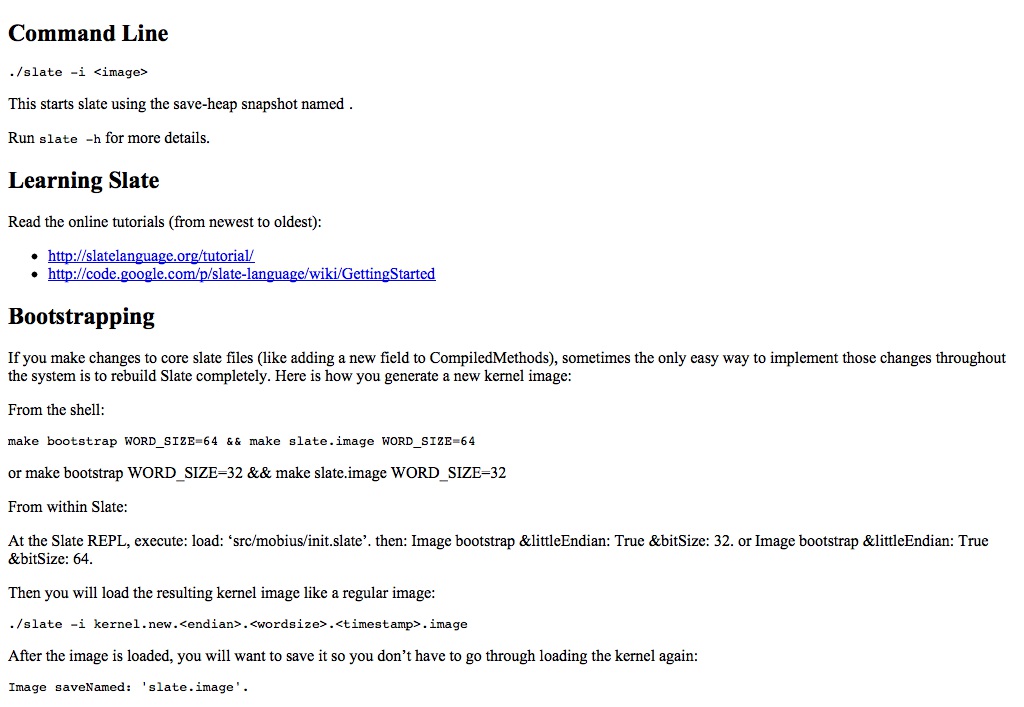 Command Line
./slate -i <image>
This starts slate using the save-heap snapshot named .
Run slate -h for more details.
Learning Slate
Read the online tutorials (from newest to oldest):
• http://slatelanguage.org/tutorial/
• http://code.google.com/p/slate-language/wiki/GettingStarted
Bootstrapping
If you make changes to core slate files (like adding a new field to CompiledMethods), sometimes the only easy way to implement those changes throughout
the system is to rebuild Slate completely. Here is how you generate a new kernel image:
From the shell:
make bootstrap WORD_SIZE=64 && make slate.image WORD_SIZE=64
or make bootstrap WORD_SIZE=32 && make slate.image WORD_SIZE=32
From within Slate:
At the Slate REPL, execute: load: ‘src/mobius/init.slate’. then: Image bootstrap &littleEndian: True &bitSize: 32. or Image bootstrap &littleEndian: True
&bitSize: 64.
Then you will load the resulting kernel image like a regular image:
./slate -i kernel.new.<endian>.<wordsize>.<timestamp>.image
After the image is loaded, you will want to save it so you don’t have to go through loading the kernel again:
Image saveNamed: 'slate.image'.